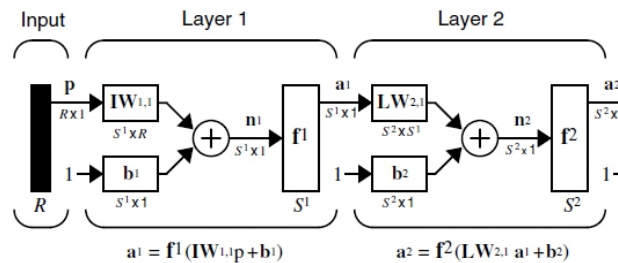 Input Layer 1 Layer 2
p a1 a2
R x 1 IW1,1 S1 x 1 LW2,1 S2 x
S1 x R n1 S2 x S1 n2
f1 f2
S1 x 1 S2 x 1
1 b1 1 b2 1
R S1 x 1 S1 S2 x 1 S2
a1 = f1(IW1,1p+b1) a2 = f2(LW2,1 a1+b2)